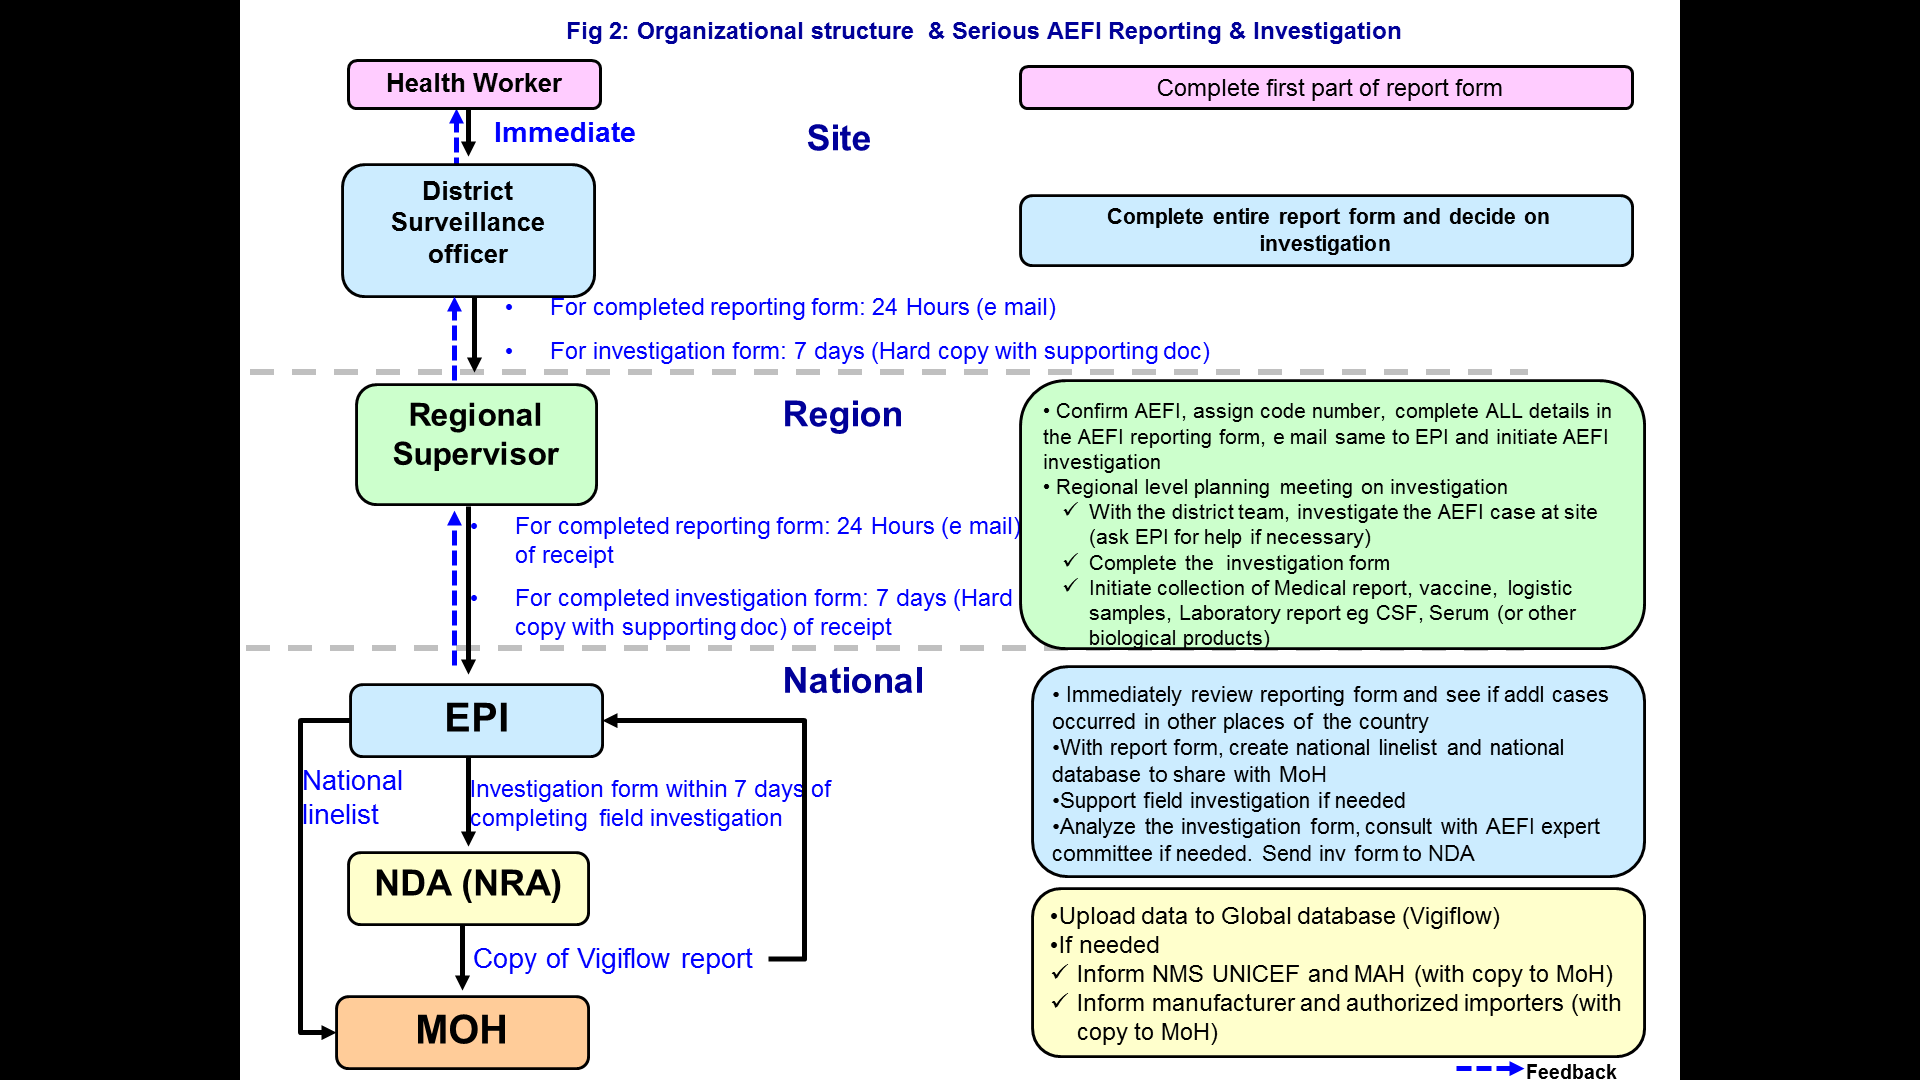 Fig 2: Organizational structure & Serious AEFI Reporting & Investigation
Health Worker
Complete first part of report form
Immediate
Site
District
Surveillance
officer
Complete entire report form and decide on
investigation
• For completed reporting form: 24 Hours (e mail)
• For investigation form: 7 days (Hard copy with supporting doc)
Regional
Supervisor
Region
• Confirm AEFI, assign code number, complete ALL details in
the AEFI reporting form, e mail same to EPI and initiate AEFI
investigation
• Regional level planning meeting on investigation
✓ With the district team, investigate the AEFI case at site
(ask EPI for help if necessary)
✓ Complete the investigation form
✓ Initiate collection of Medical report, vaccine, logistic
samples, Laboratory report eg CSF, Serum (or other
biological products)
• For completed reporting form: 24 Hours (e mail)
of receipt
• For completed investigation form: 7 days (Hard
copy with supporting doc) of receipt
National
EPI
• Immediately review reporting form and see if addl cases
occurred in other places of the country
•With report form, create national linelist and national
database to share with MoH
•Support field investigation if needed
•Analyze the investigation form, consult with AEFI expert
committee if needed. Send inv form to NDA
National
linelist
Investigation form within 7 days of
completing field investigation
NDA (NRA)
•Upload data to Global database (Vigiflow)
•If needed
✓ Inform NMS UNICEF and MAH (with copy to MoH)
✓ Inform manufacturer and authorized importers (with
copy to MoH)
Copy of Vigiflow report
MOH
Feedback